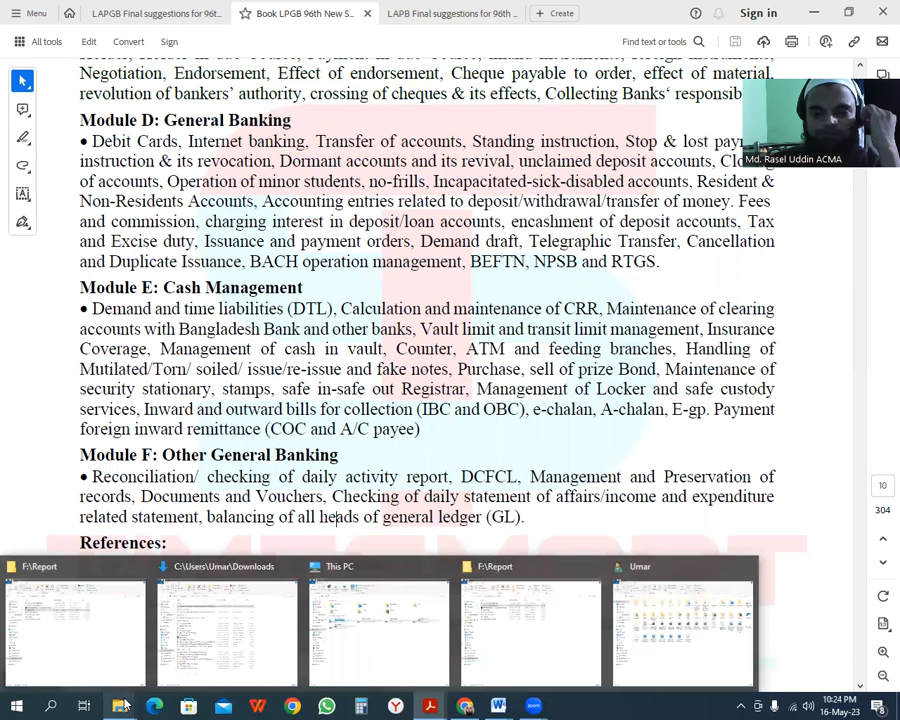 Menu
LAPGB Final suggestions for 96t...
Book LPGB 96th New S...
LAPB Final suggestions for 96th ...
Create
Sign in
All tools
Edit
Convert
Sign
Find text or tools
Negotiation, Endorsement, Effect of endorsement, Cheque payable to order, effect of material,
revolution of bankers' authority, crossing of cheques & its effects, Collecting Banks' responsib
Md. Rasel Uddin ACMA
Module D: General Banking
• Debit Cards, Internet banking, Transfer of accounts, Standing instruction, Stop & lost paym
instruction & its revocation, Dormant accounts and its revival, unclaimed deposit accounts, Clo
of accounts, Operation of minor students, no-frills, Incapacitated-sick-disabled accounts, Resident &
Non-Residents Accounts, Accounting entries related to deposit/withdrawal/transfer of money. Fees
and commission, charging interest in deposit/loan accounts, encashment of deposit accounts, Tax
and Excise duty, Issuance and payment orders, Demand draft, Telegraphic Transfer, Cancellation
and Duplicate Issuance, BACH operation management, BEFTN, NPSB and RTGS.
Module E: Cash Management
• Demand and time liabilities (DTL), Calculation and maintenance of CRR, Maintenance of clearing
accounts with Bangladesh Bank and other banks, Vault limit and transit limit management, Insurance
Coverage, Management of cash in vault, Counter, ATM and feeding branches, Handling of
Mutilated/Torn/ soiled/ issue/re-issue and fake notes, Purchase, sell of prize Bond, Maintenance of
security stationary, stamps, safe in-safe out Registrar, Management of Locker and safe custody
services, Inward and outward bills for collection (IBC and OBC), e-chalan, A-chalan, E-gp. Payment
foreign inward remittance (COC and A/C payee)
Module F: Other General Banking
• Reconciliation/ checking of daily activity report, DCFCL, Management and Preservation of
records, Documents and Vouchers, Checking of daily statement of affairs/income and expenditure
related statement, balancing of all heads of general ledger (GL).
References:
10
304
F:\Report
C:\Users\Umar\Downloads
This PC
F:\Report
Umar
10:24 PM
16-May-23
8